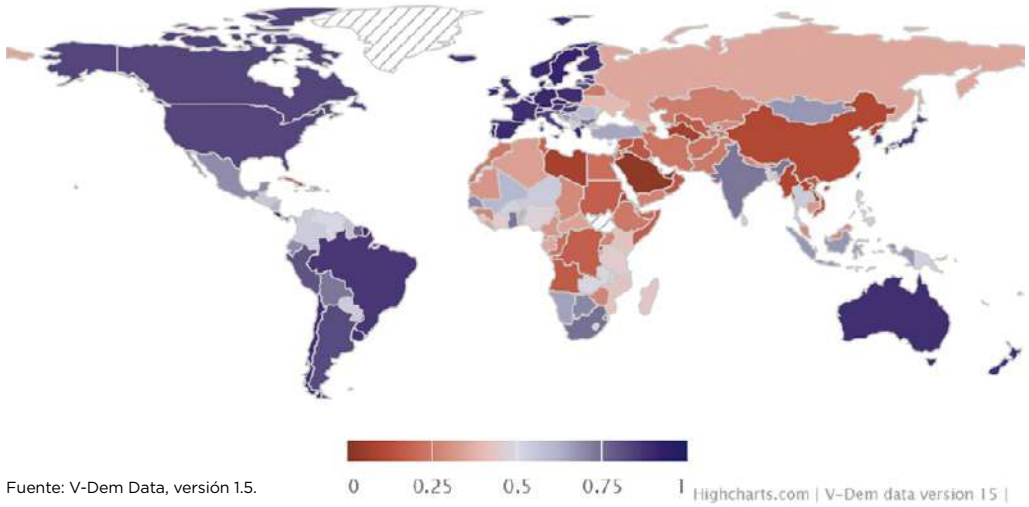 0 0.25 0.5 0.75 1
Fuente: V-Dem Data, versión 1.5.
Highcharts.com | V-Dem data version 15 |